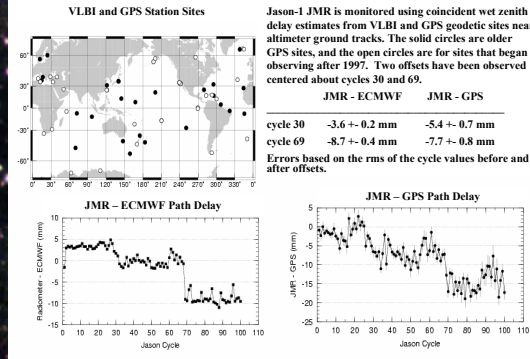 VLBI and GPS Station Sites
60°
30°
0°
-30°
-60°
0° 30° 60° 90° 120° 150° 180° 210° 240° 270° 300° 330° 0°
Jason-1 JMR is monitored using coincident wet zenith
delay estimates from VLBI and GPS geodetic sites near
altimeter ground tracks. The solid circles are older
GPS sites, and the open circles are for sites that began
observing after 1997. Two offsets have been observed
centered about cycles 30 and 69.
JMR - ECMWF JMR - GPS
cycle 30 -3.6 +- 0.2 mm -5.4 +- 0.7 mm
cycle 69 -8.7 +- 0.4 mm -7.7 +- 0.8 mm
Errors based on the rms of the cycle values before and
after offsets.
JMR – ECMWF Path Delay
Radiometer - ECMWF (mm)
10
5
0
-5
-10
-15
0 10 20 30 40 50 60 70 80 90 100 110
Jason Cycle
JMR – GPS Path Delay
JMR - GPS (mm)
5
0
-5
-10
-15
-20
-25
0 10 20 30 40 50 60 70 80 90 100 110
Jason Cycle